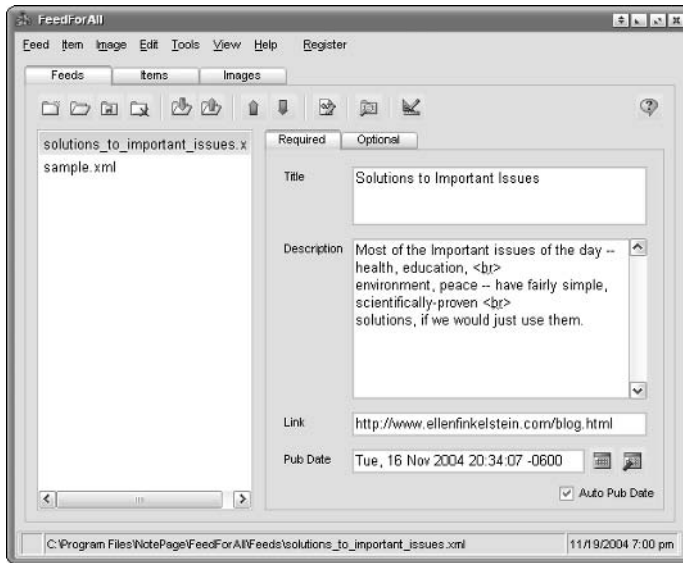 FeedForAll
Feed Item Image Edit Tools View Help Register
Feeds Items Images
solutions_to_important_issues.x
sample.xml
Required Optional
Title
Solutions to Important Issues
Description
Most of the Important issues of the day --
health, education, <br>
environment, peace -- have fairly simple,
scientifically-proven <br>
solutions, if we would just use them.
Link
http://www.ellenfinkelstein.com/blog.html
Pub Date
Tue, 16 Nov 2004 20:34:07 -0600
Auto Pub Date
C:\Program Files\NotePage\FeedForAll\Feeds\solutions_to_important_issues.xml
11/19/2004 7:00 pm